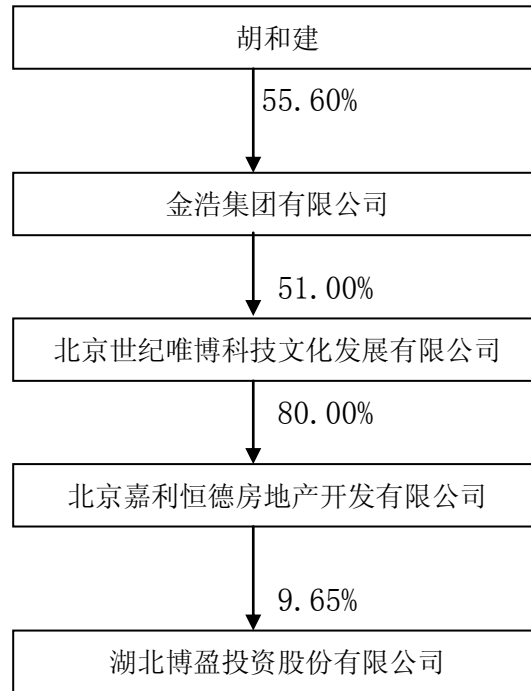 胡和建
55.60%
金浩集团有限公司
51.00%
北京世纪唯博科技文化发展有限公司
80.00%
北京嘉利恒德房地产开发有限公司
9.65%
湖北博盈投资股份有限公司